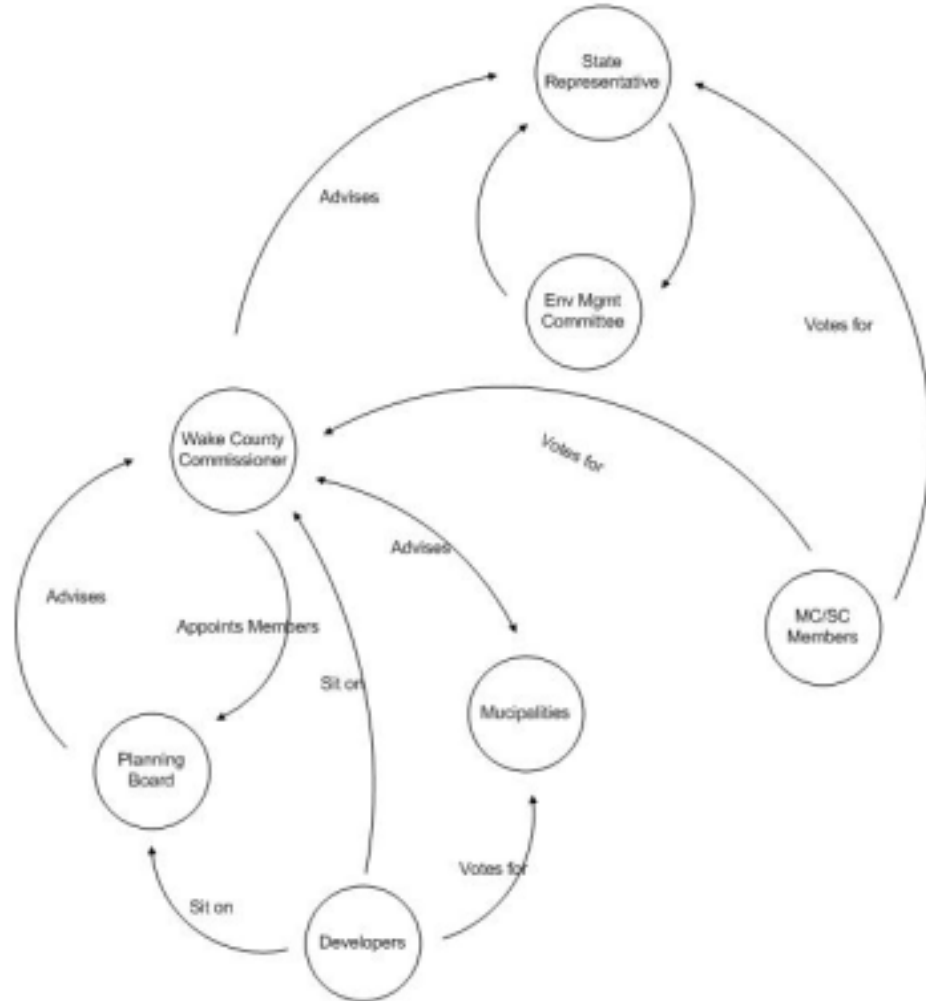 State
Representative
Advises
Env Mgmt
Committee
Votes for
Wake County
Commissioner
Votes for
Advises
Advises
MC/SC
Members
Appoints Members
Sit on
Mucipalities
Planning
Board
Votes for
Sit on
Developers